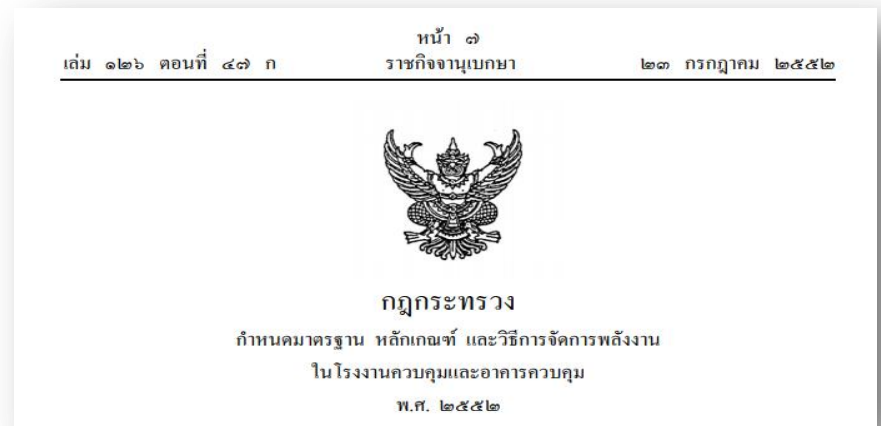 หน้า ๗
เล่ม ๑๒๖ ตอนที่ ๔๗ ก ราชกิจจานุเบกษา ๒๓ กรกฎาคม ๒๕๕๒
กฎกระทรวง
กำหนดมาตรฐาน หลักเกณฑ์ และวิธีการจัดการพลังงาน
ในโรงงานควบคุมและอาคารควบคุม
พ.ศ. ๒๕๕๒